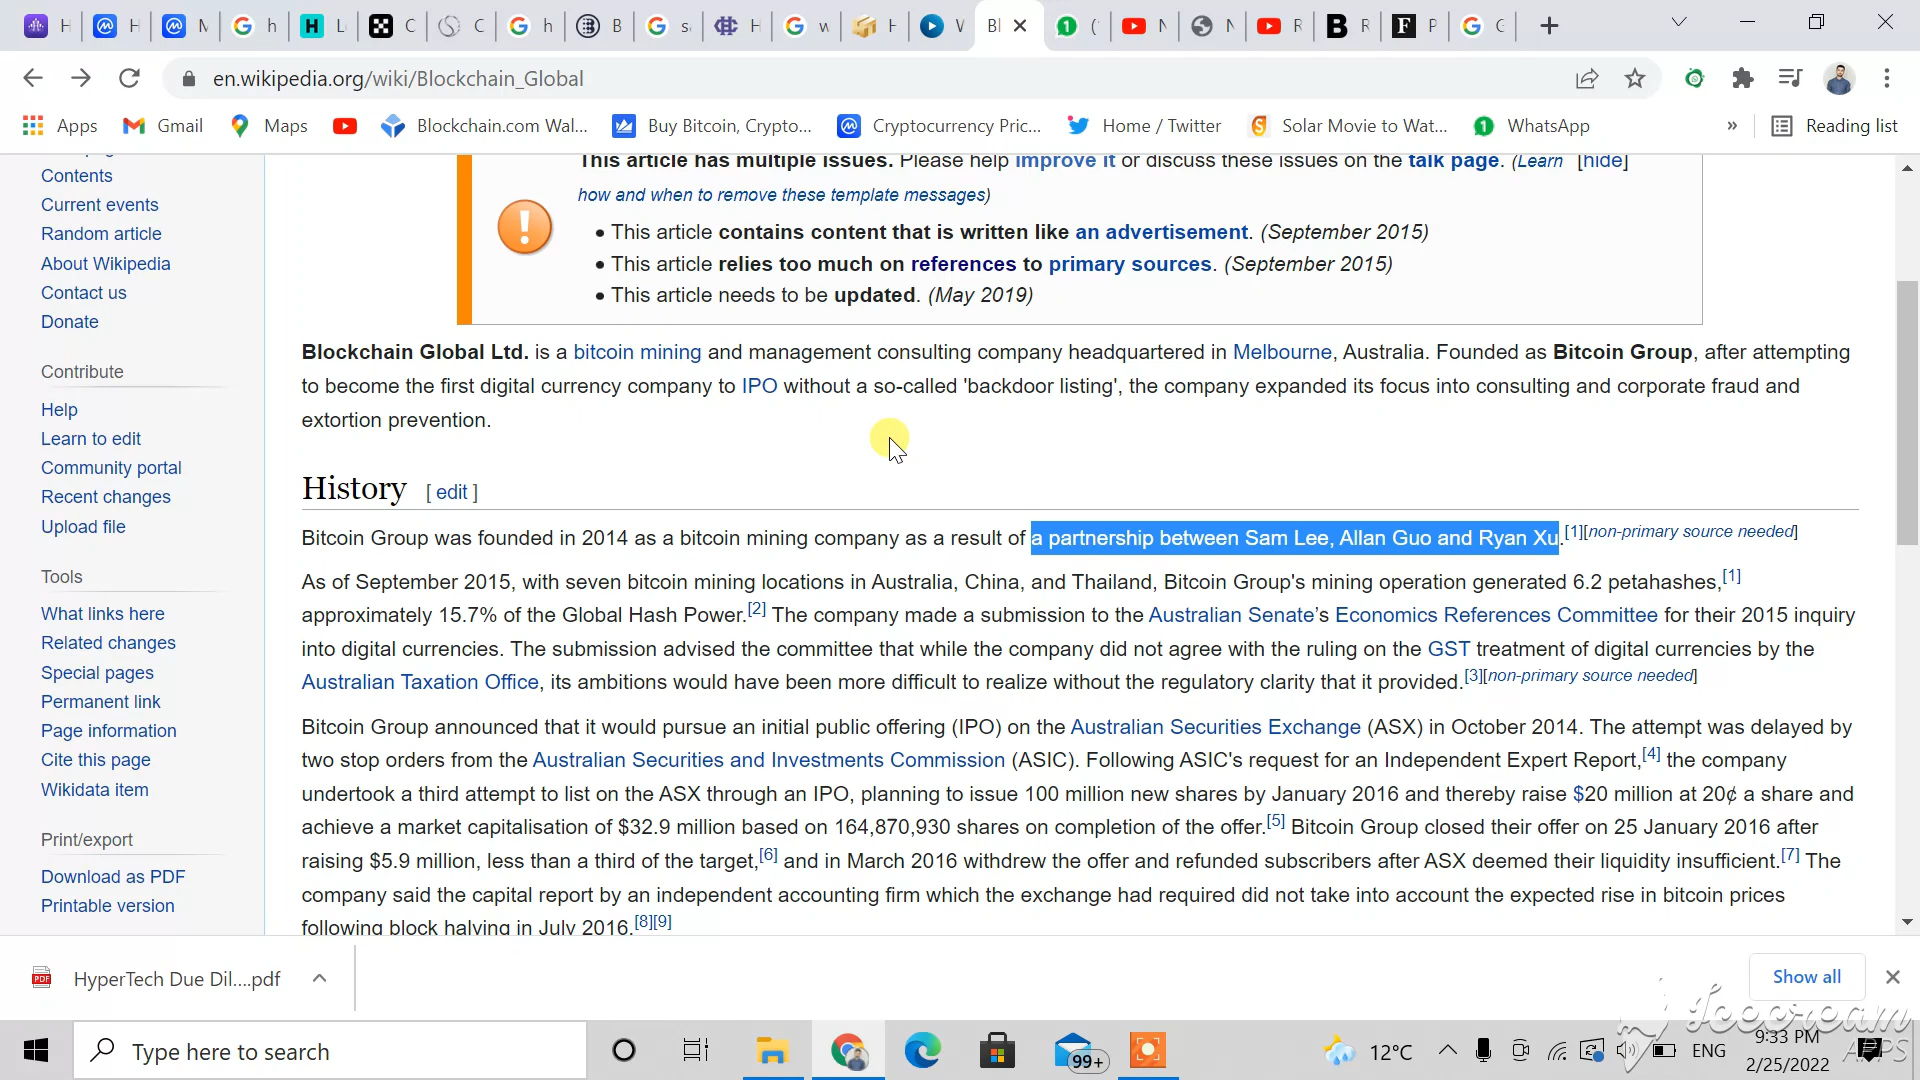 H
H
M
h
L
C
C
h
B
s
H
w
H
W
Bl
(
N
N
R
R
P
C
en.wikipedia.org/wiki/Blockchain_Global
Apps
Gmail
Maps
Blockchain.com Wal...
Buy Bitcoin, Crypto...
Cryptocurrency Pric...
Home / Twitter
Solar Movie to Wat...
WhatsApp
»
Reading list
Contents
Current events
Random article
About Wikipedia
Contact us
Donate
Contribute
Help
Learn to edit
Community portal
Recent changes
Upload file
Tools
What links here
Related changes
Special pages
Permanent link
Page information
Cite this page
Wikidata item
Print/export
Download as PDF
Printable version
This article has multiple issues. Please help improve it or discuss these issues on the talk page. (Learn [hide]
how and when to remove these template messages)
• This article contains content that is written like an advertisement. (September 2015)
• This article relies too much on references to primary sources. (September 2015)
• This article needs to be updated. (May 2019)
Blockchain Global Ltd. is a bitcoin mining and management consulting company headquartered in Melbourne, Australia. Founded as Bitcoin Group, after attempting
to become the first digital currency company to IPO without a so-called 'backdoor listing', the company expanded its focus into consulting and corporate fraud and
extortion prevention.
History [ edit ]
Bitcoin Group was founded in 2014 as a bitcoin mining company as a result of a partnership between Sam Lee, Allan Guo and Ryan Xu.[1][non-primary source needed]
As of September 2015, with seven bitcoin mining locations in Australia, China, and Thailand, Bitcoin Group's mining operation generated 6.2 petahashes,[1]
approximately 15.7% of the Global Hash Power.[2] The company made a submission to the Australian Senate’s Economics References Committee for their 2015 inquiry
into digital currencies. The submission advised the committee that while the company did not agree with the ruling on the GST treatment of digital currencies by the
Australian Taxation Office, its ambitions would have been more difficult to realize without the regulatory clarity that it provided.[3][non-primary source needed]
Bitcoin Group announced that it would pursue an initial public offering (IPO) on the Australian Securities Exchange (ASX) in October 2014. The attempt was delayed by
two stop orders from the Australian Securities and Investments Commission (ASIC). Following ASIC's request for an Independent Expert Report,[4] the company
undertook a third attempt to list on the ASX through an IPO, planning to issue 100 million new shares by January 2016 and thereby raise $20 million at 20¢ a share and
achieve a market capitalisation of $32.9 million based on 164,870,930 shares on completion of the offer.[5] Bitcoin Group closed their offer on 25 January 2016 after
raising $5.9 million, less than a third of the target,[6] and in March 2016 withdrew the offer and refunded subscribers after ASX deemed their liquidity insufficient.[7] The
company said the capital report by an independent accounting firm which the exchange had required did not take into account the expected rise in bitcoin prices
following block halving in July 2016.[8][9]
HyperTech Due Dil....pdf
Show all
Icecream
APPS
Type here to search
99+
12°C
ENG
9:33 PM
2/25/2022